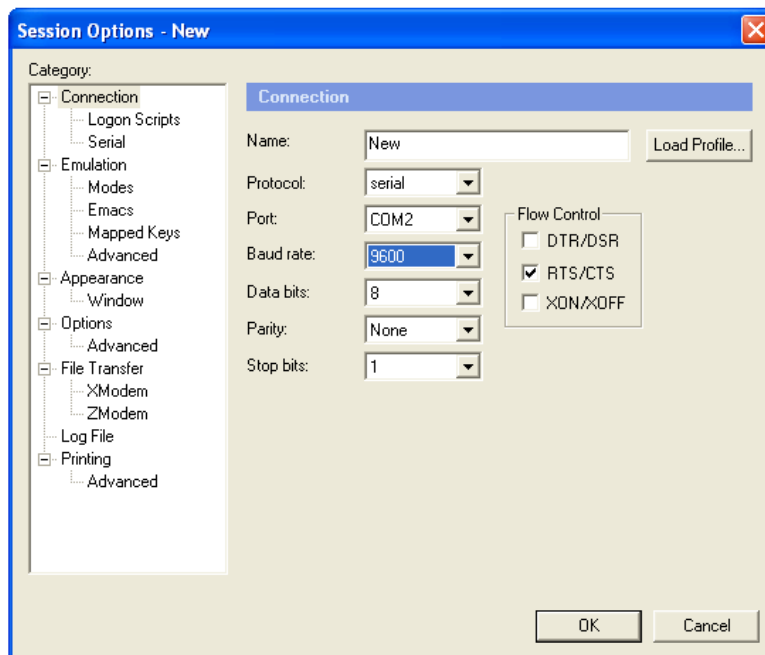 Session Options - New
Category:
Connection
Logon Scripts
Serial
Emulation
Modes
Emacs
Mapped Keys
Advanced
Appearance
Window
Options
Advanced
File Transfer
XModem
ZModem
Log File
Printing
Advanced
Connection
Name: New Load Profile...
Protocol: serial
Port: COM2
Baud rate: 9600
Data bits: 8
Parity: None
Stop bits: 1
Flow Control
DTR/DSR
RTS/CTS
XON/XOFF
OK Cancel